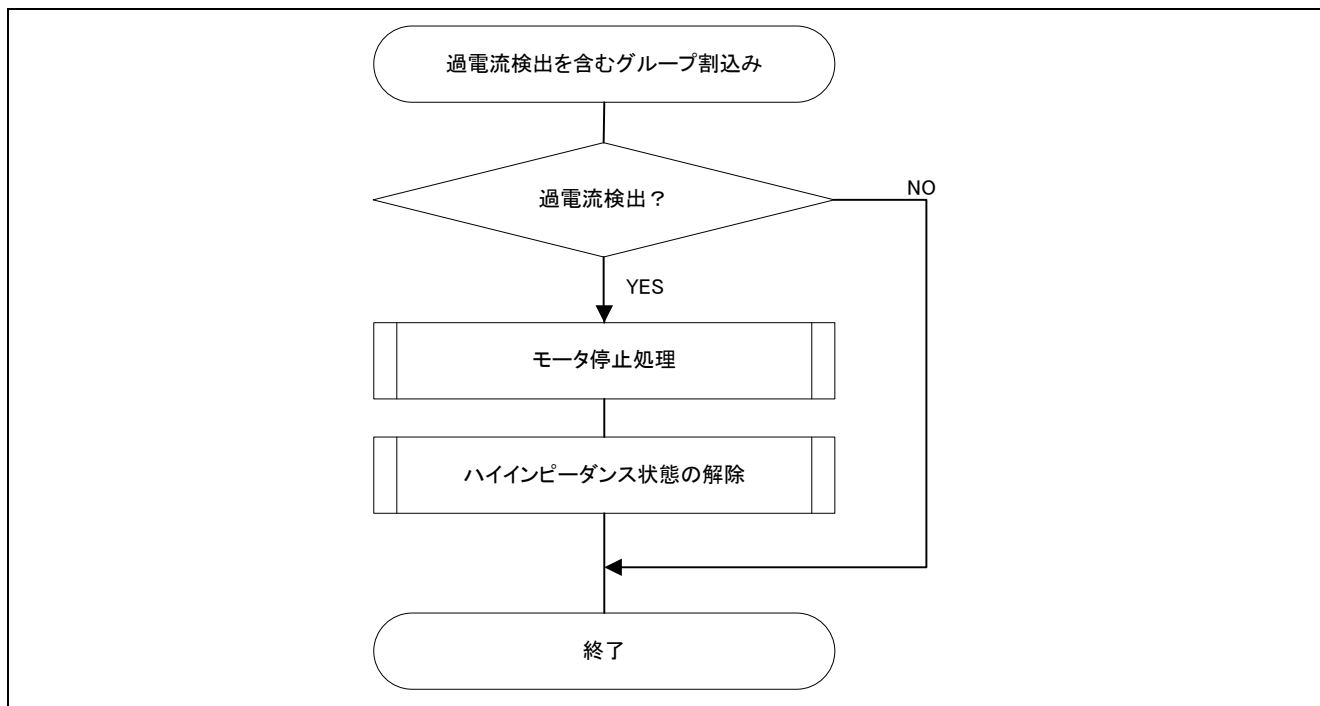 過電流検出を含むグループ割込み
過電流検出？
NO
YES
モータ停止処理
ハイインピーダンス状態の解除
終了